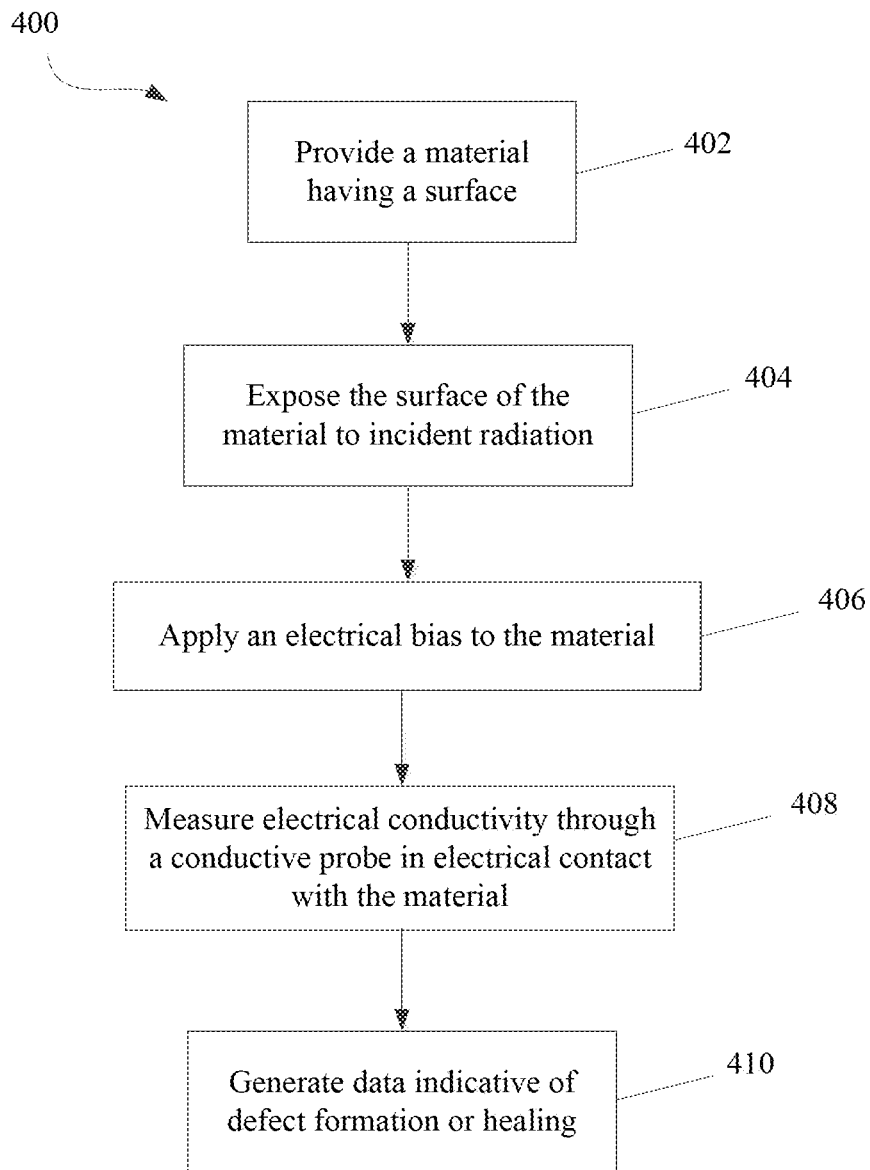 400
Provide a material
having a surface
402
Expose the surface of the
material to incident radiation
404
Apply an electrical bias to the material
406
Measure electrical conductivity through
a conductive probe in electrical contact
with the material
408
Generate data indicative of
defect formation or healing
410